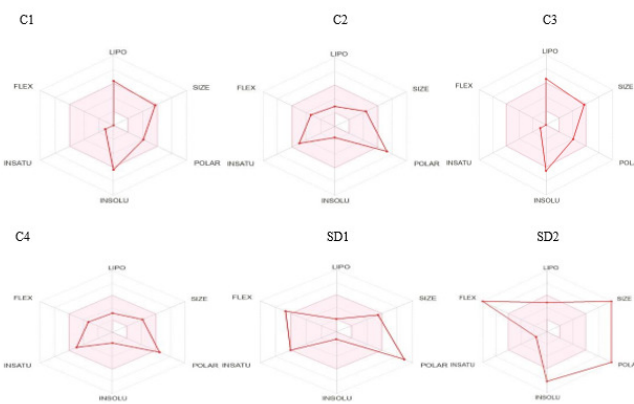 C1
C2
C3
LIPO
LIPO
LIPO
FLEX
SIZE
FLEX
SIZE
FLEX
SIZE
INSATU
POLAR
INSATU
POLAR
INSATU
POLAR
INSOLU
INSOLU
INSOLU
C4
SD1
SD2
LIPO
LIPO
LIPO
FLEX
SIZE
FLEX
SIZE
FLEX
SIZE
INSATU
POLAR
INSATU
POLAR
INSATU
POLA
INSOLU
INSOLU
INSOLU